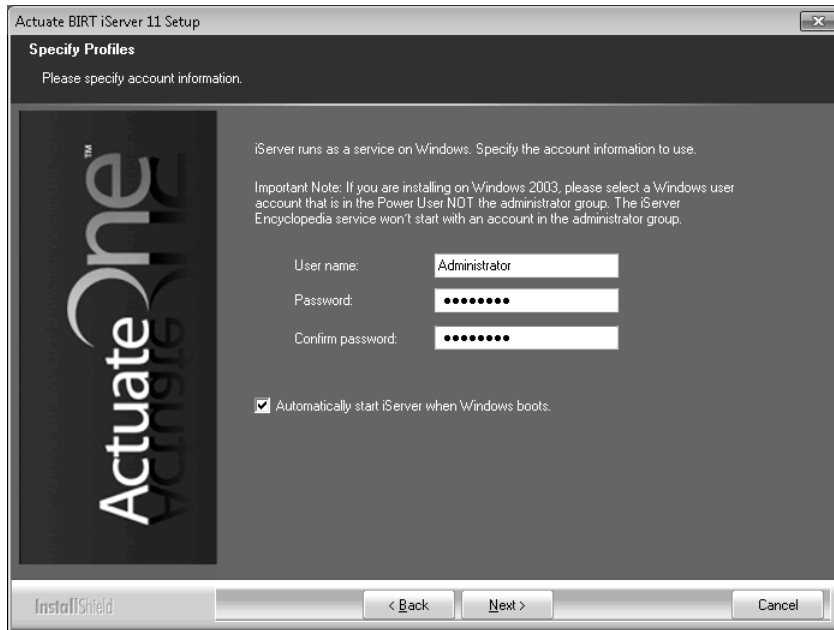 Actuate BIRT iServer 11 Setup
Specify Profiles
Please specify account information.
ActuateOne™
iServer runs as a service on Windows. Specify the account information to use.
Important Note: If you are installing on Windows 2003, please select a Windows user
account that is in the Power User NOT the administrator group. The iServer
Encyclopedia service won't start with an account in the administrator group.
User name: Administrator
Password: ●●●●●●●●
Confirm password: ●●●●●●●●
Automatically start iServer when Windows boots.
InstallShield
< Back
Next >
Cancel